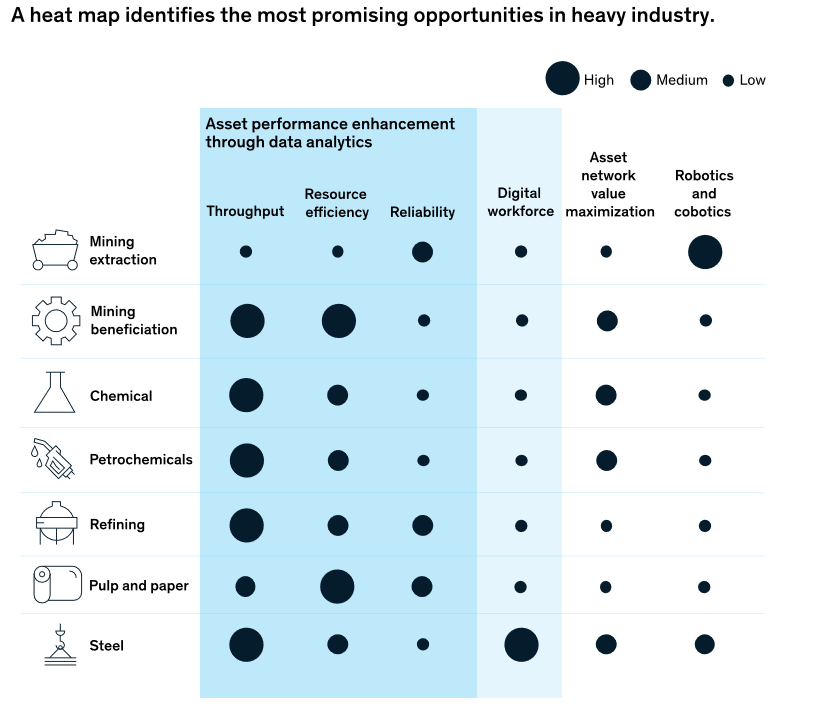 A heat map identifies the most promising opportunities in heavy industry.
High
Medium
Low
Asset performance enhancement
through data analytics
Throughput
Resource
efficiency
Reliability
Digital
workforce
Asset
network
value
maximization
Robotics
and
cobotics
Mining
extraction
Mining
beneficiation
Chemical
Petrochemicals
Refining
Pulp and paper
Steel